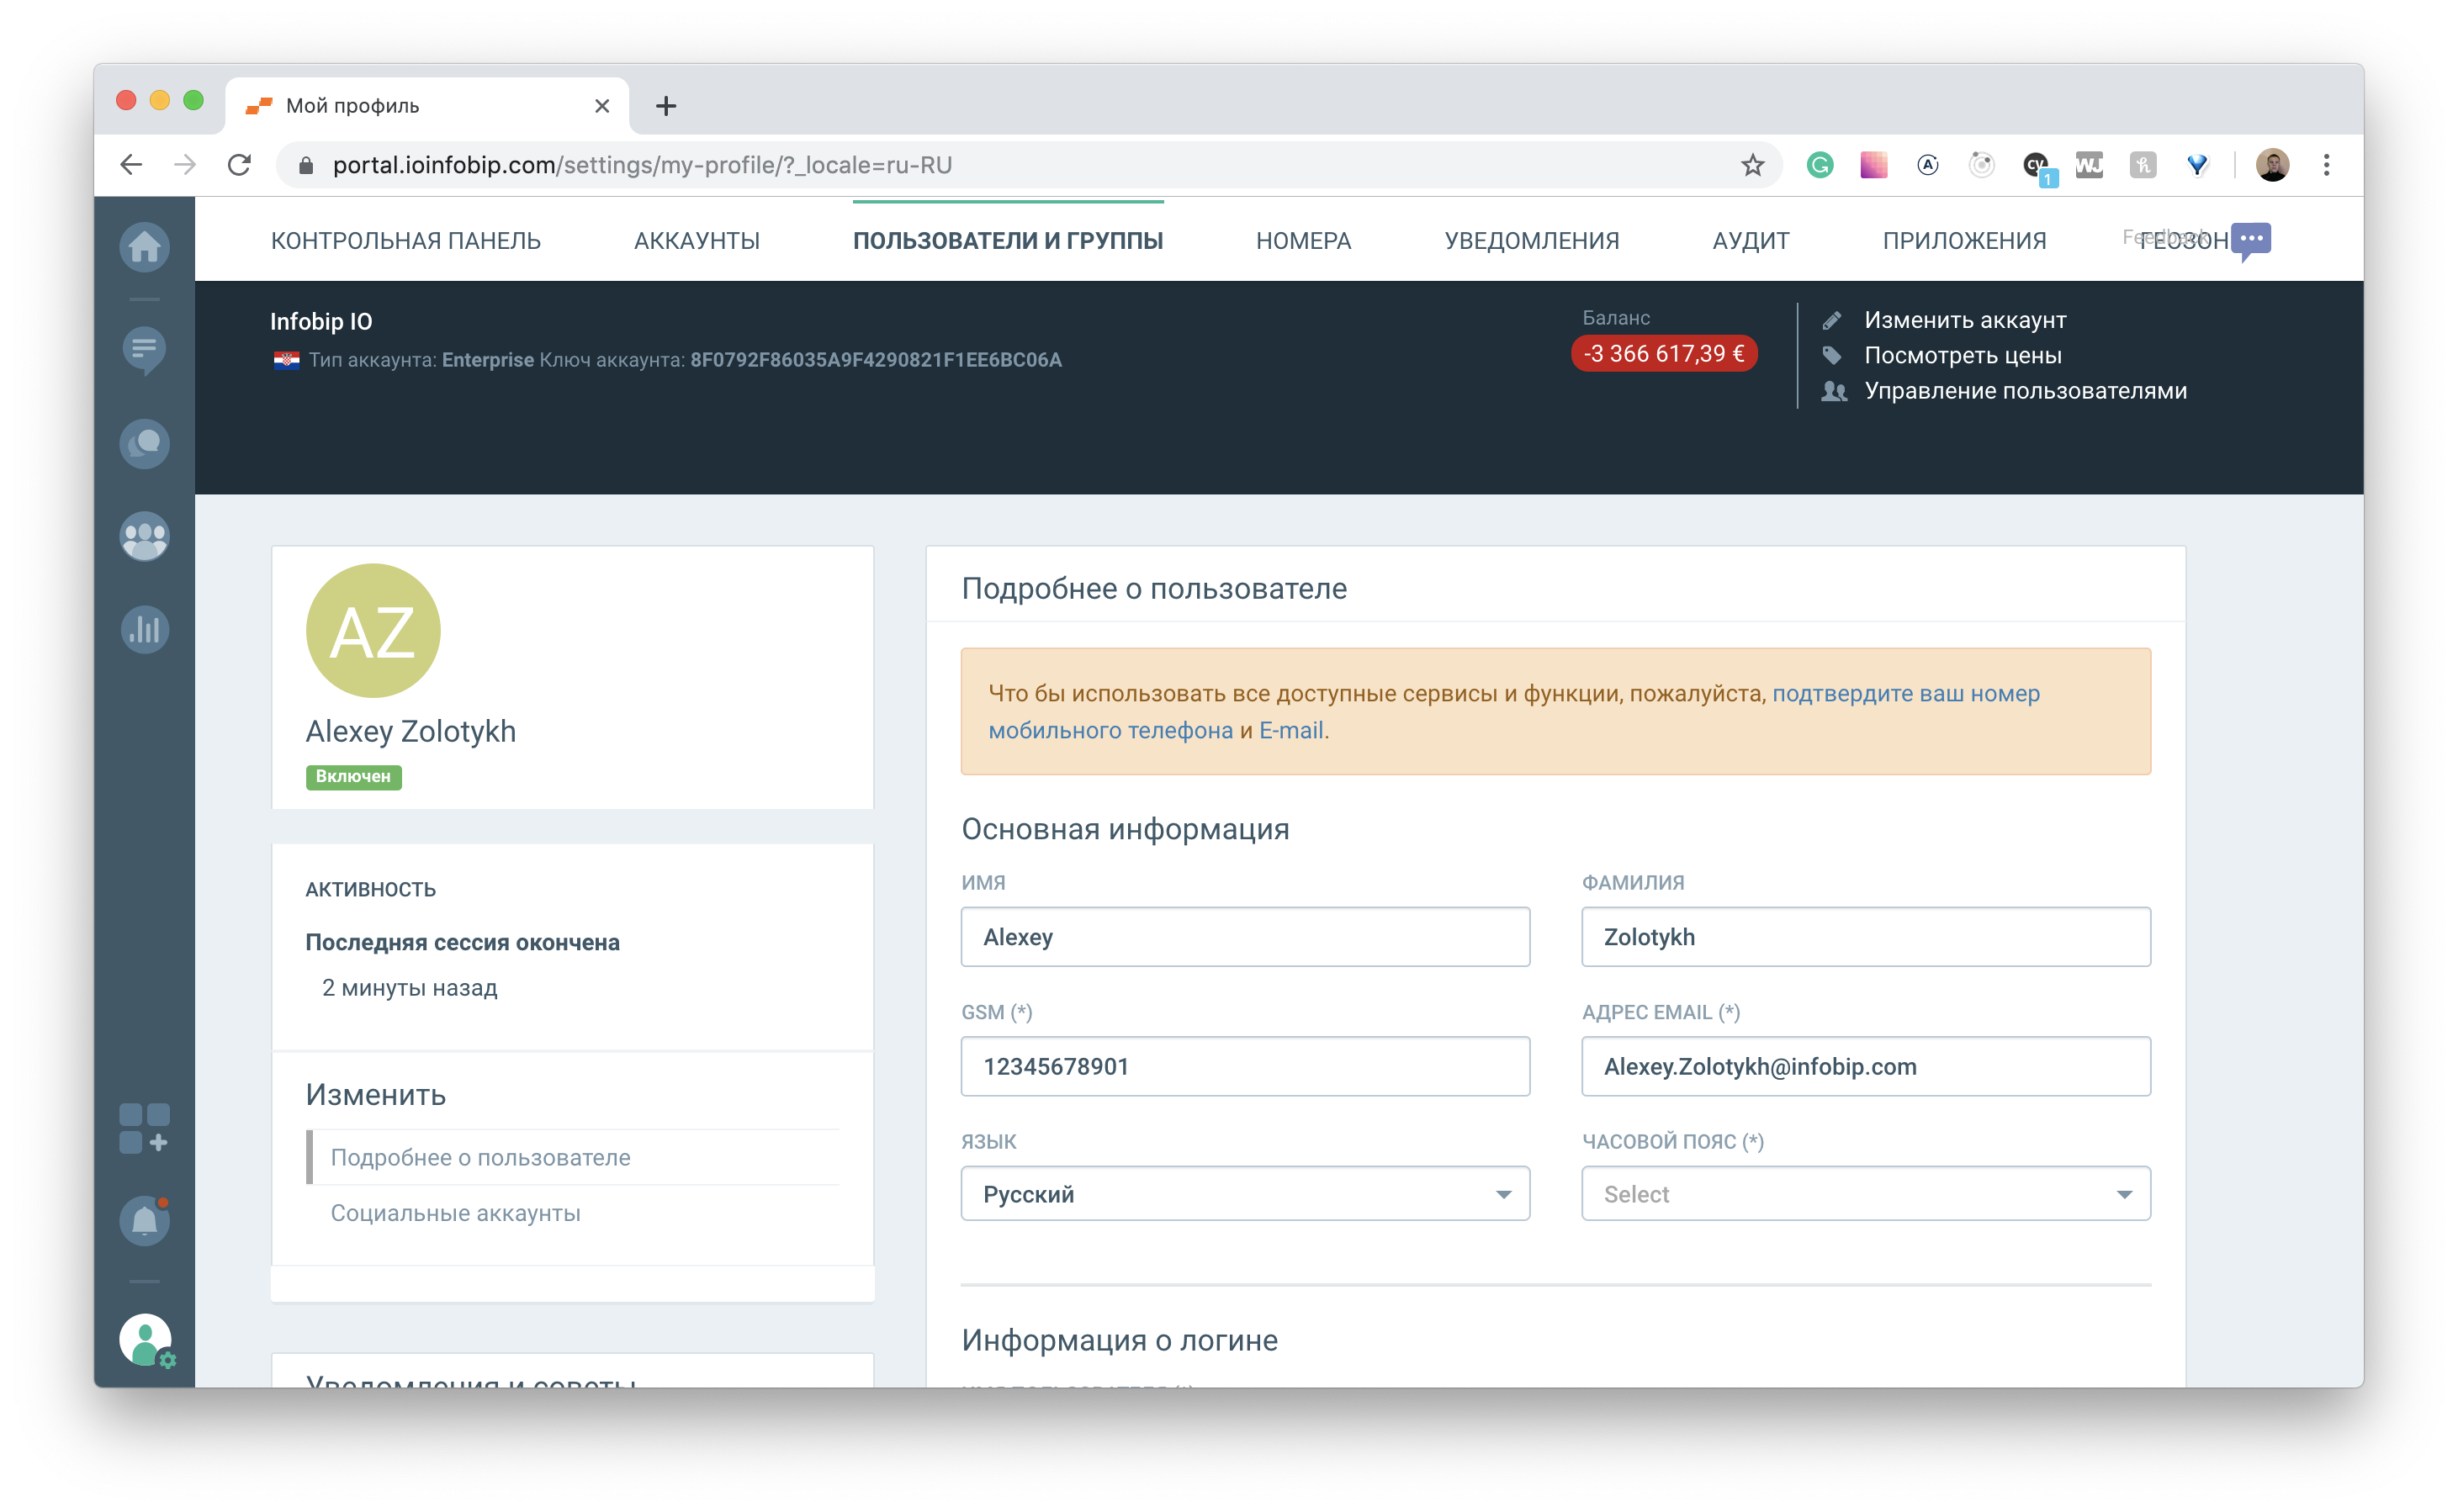 Мой профиль
portal.ioinfobip.com/settings/my-profile/?_locale=ru-RU
CY
1
WJ
КОНТРОЛЬНАЯ ПАНЕЛЬ
АККАУНТЫ
ПОЛЬЗОВАТЕЛИ И ГРУППЫ
НОМЕРА
УВЕДОМЛЕНИЯ
АУДИТ
ПРИЛОЖЕНИЯ
Feedback
ГЕОЗОН
Infobip IO
Тип аккаунта: Enterprise Ключ аккаунта: 8F0792F86035A9F4290821F1EE6BC06A
Баланс
-3 366 617,39 €
Изменить аккаунт
Посмотреть цены
Управление пользователями
AZ
Alexey Zolotykh
Включен
АКТИВНОСТЬ
Последняя сессия окончена
2 минуты назад
Изменить
Подробнее о пользователе
Социальные аккаунты
Уведомления и советы
Подробнее о пользователе
Что бы использовать все доступные сервисы и функции, пожалуйста, подтвердите ваш номер
мобильного телефона и E-mail.
Основная информация
ИМЯ
ФАМИЛИЯ
Alexey
Zolotykh
GSM (*)
АДРЕС EMAIL (*)
12345678901
Alexey.Zolotykh@infobip.com
ЯЗЫК
ЧАСОВОЙ ПОЯС (*)
Русский
Select
Информация о логине